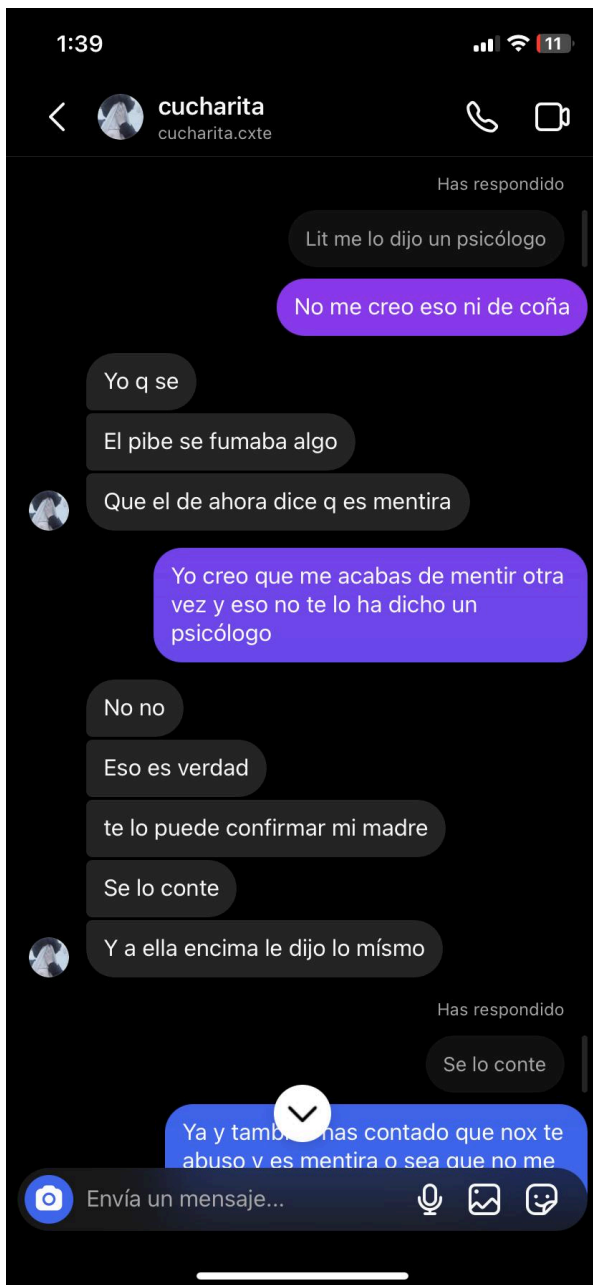 1:39
11
cucharita
cucharita.cxte
Has respondido
Lit me lo dijo un psicólogo
No me creo eso ni de coña
Yo q se
El pibe se fumaba algo
Que el de ahora dice q es mentira
Yo creo que me acabas de mentir otra
vez y eso no te lo ha dicho un
psicólogo
No no
Eso es verdad
te lo puede confirmar mi madre
Se lo conte
Y a ella encima le dijo lo mísmo
Has respondido
Se lo conte
Ya y has contado que nox te
abuso y es mentira o sea que no me
Envía un mensaje...